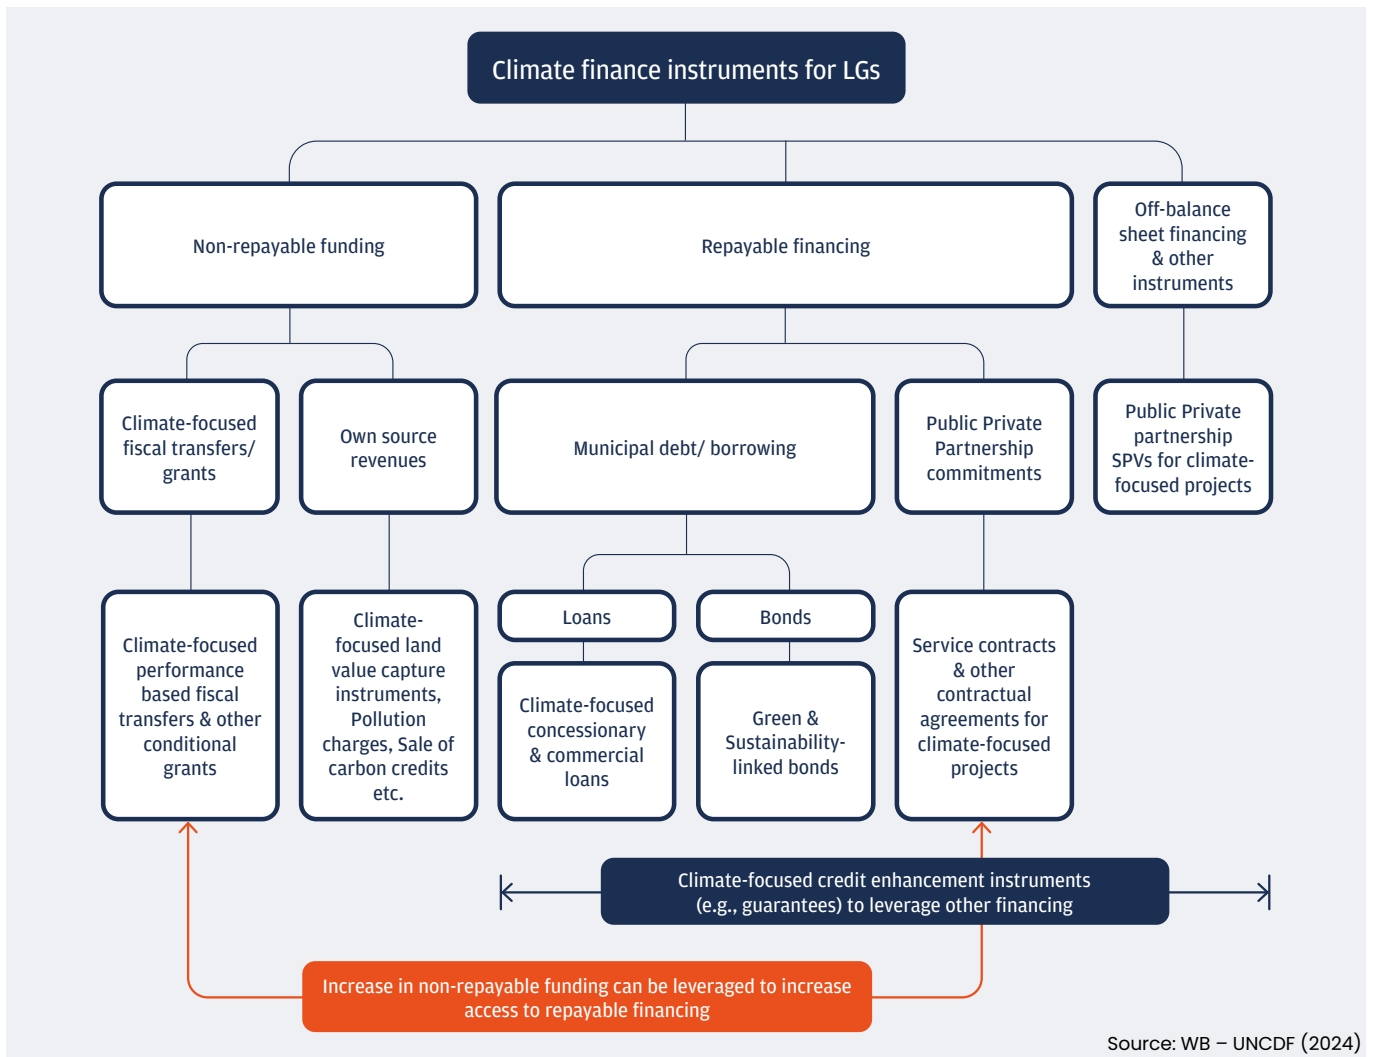 Climate finance instruments for LGs
Non-repayable funding
Repayable financing
Off-balance
sheet financing
& other
instruments
Climate-focused
fiscal transfers/
grants
Own source
revenues
Municipal debt/ borrowing
Public Private
Partnership
commitments
Public Private
partnership
SPVs for climate-
focused projects
Climate-focused
performance
based fiscal
transfers & other
conditional
grants
Climate-
focused land
value capture
instruments,
Pollution
charges, Sale of
carbon credits
etc.
Loans
Climate-focused
concessionary
& commercial
loans
Bonds
Green &
Sustainability-
linked bonds
Service contracts
& other
contractual
agreements for
climate-focused
projects
Climate-focused credit enhancement instruments
(e.g., guarantees) to leverage other financing
Increase in non-repayable funding can be leveraged to increase
access to repayable financing
Source: WB – UNCDF (2024)